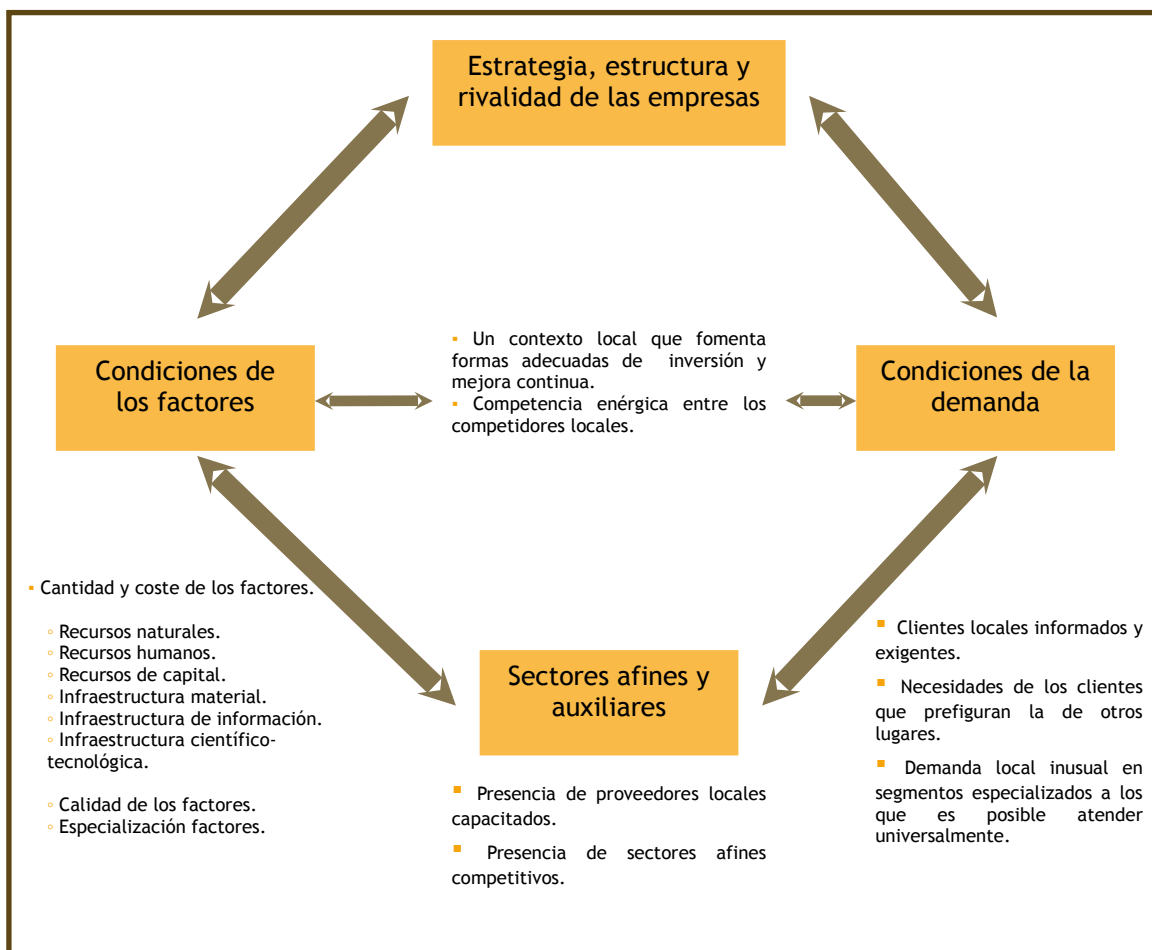 Estrategia, estructura y
rivalidad de las empresas
Condiciones de
los factores
▪ Un contexto local que fomenta
formas adecuadas de inversión y
mejora continua.
▪ Competencia enérgica entre los
competidores locales.
Condiciones de la
demanda
▪ Cantidad y coste de los factores.
◦ Recursos naturales.
◦ Recursos humanos.
◦ Recursos de capital.
◦ Infraestructura material.
◦ Infraestructura de información.
◦ Infraestructura científico-
tecnológica.
◦ Calidad de los factores.
◦ Especialización factores.
Sectores afines y
auxiliares
▪ Presencia de proveedores locales
capacitados.
▪ Presencia de sectores afines
competitivos.
▪ Clientes locales informados y
exigentes.
▪ Necesidades de los clientes
que prefiguran la de otros
lugares.
▪ Demanda local inusual en
segmentos especializados a los
que es posible atender
universalmente.